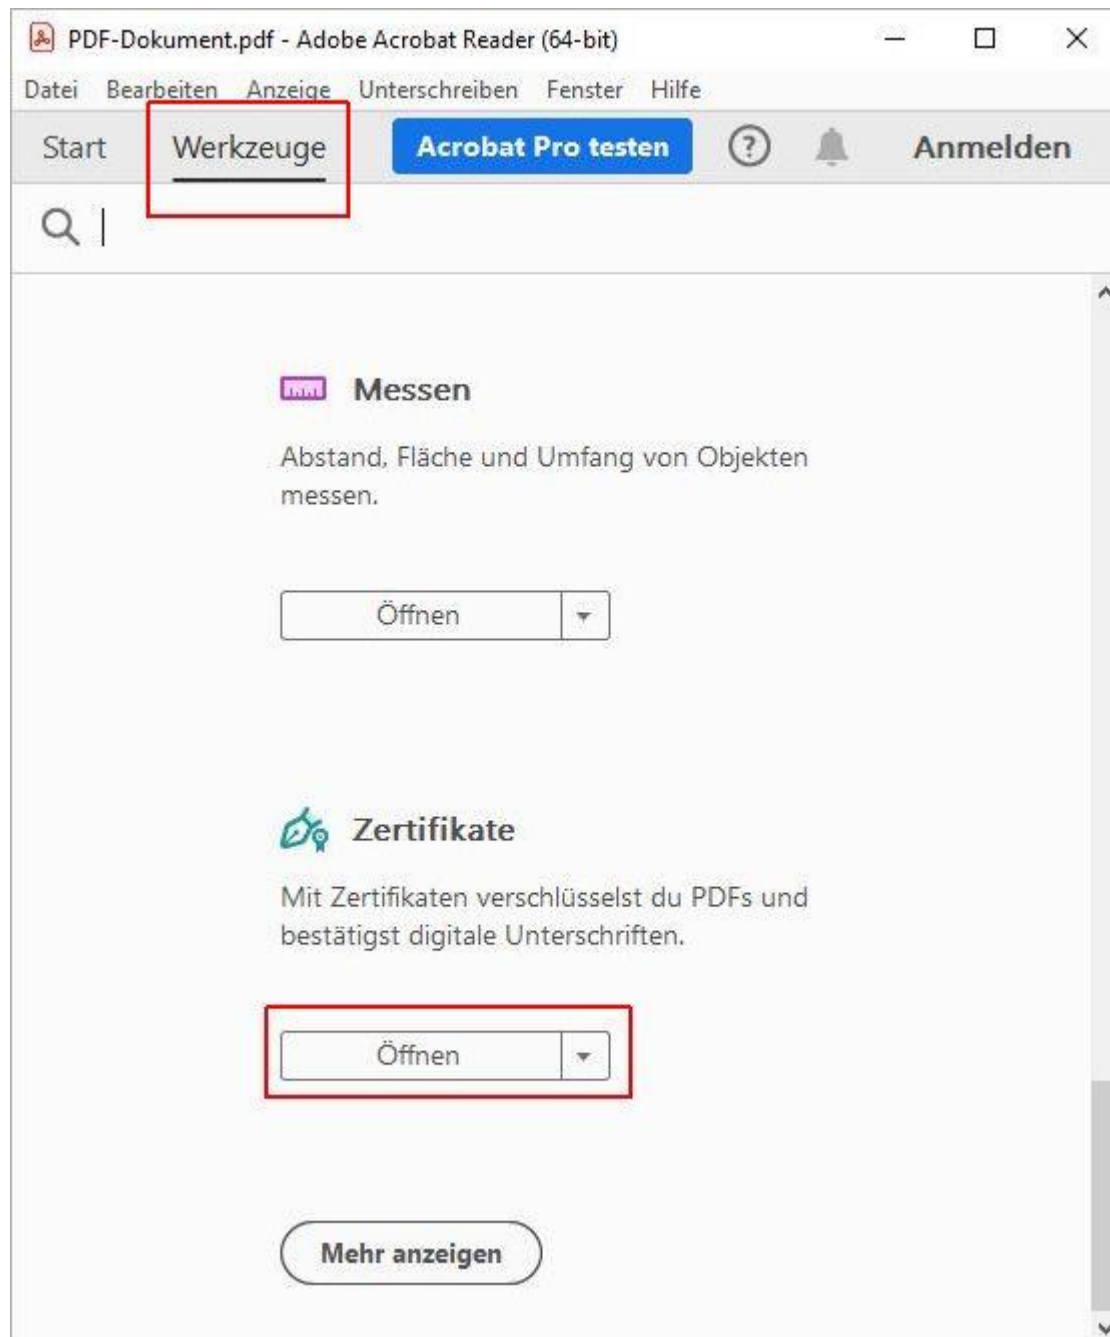 PDF-Dokument.pdf - Adobe Acrobat Reader (64-bit)
Datei Bearbeiten Anzeige Unterschreiben Fenster Hilfe
Start Werkzeuge Acrobat Pro testen ? Anmelden
Messen
Abstand, Fläche und Umfang von Objekten
messen.
Öffnen
Zertifikate
Mit Zertifikaten verschlüsselst du PDFs und
bestätigst digitale Unterschriften.
Öffnen
Mehr anzeigen